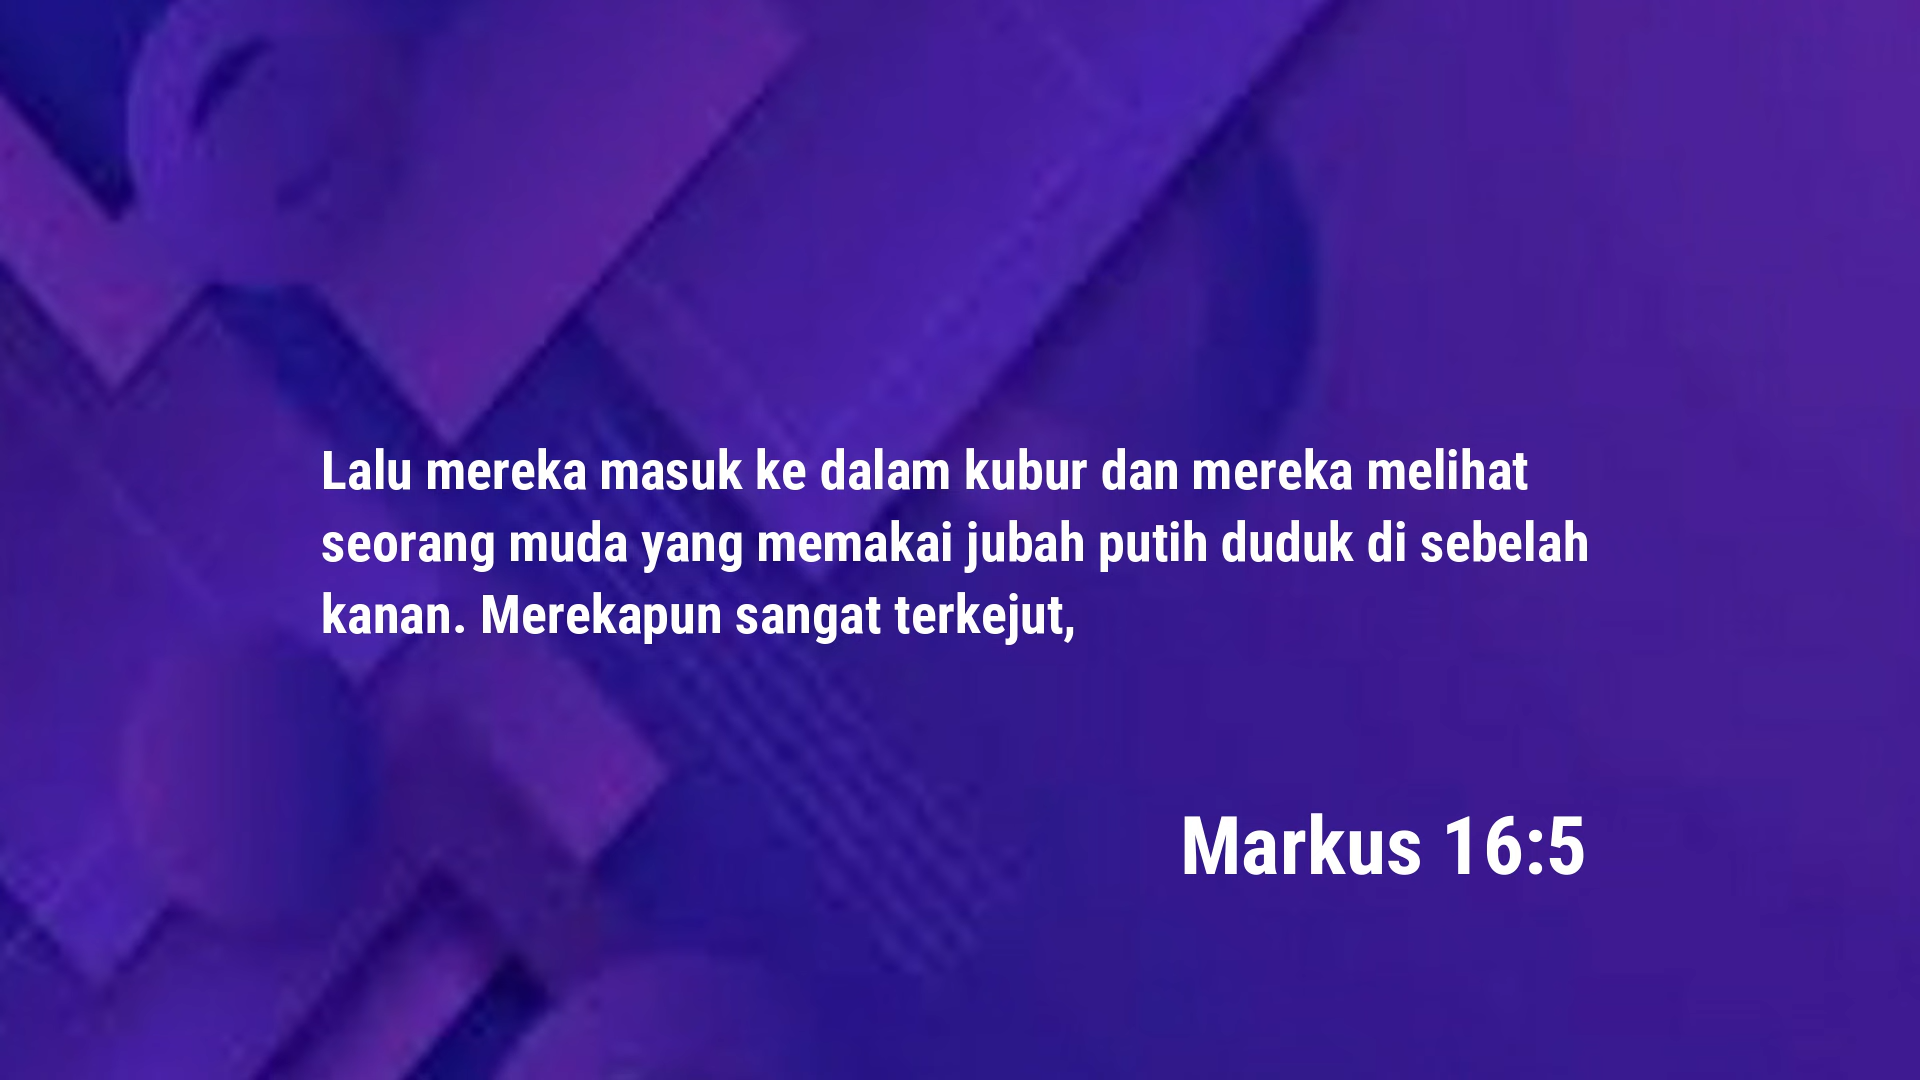 Lalu mereka masuk ke dalam kubur dan mereka melihat
seorang muda yang memakai jubah putih duduk di sebelah
kanan. Merekapun sangat terkejut,
Markus 16:5